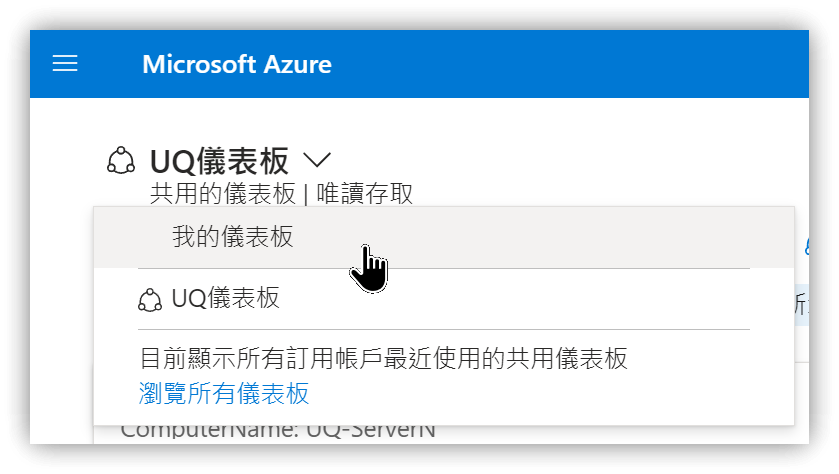 Microsoft Azure
UQ儀表板
共用的儀表板 | 唯讀存取
我的儀表板
UQ儀表板
目前顯示所有訂用帳戶最近使用的共用儀表板
瀏覽所有儀表板
ComputerName: UQ-ServerN